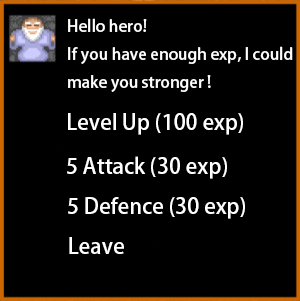 Hello hero!
If you have enough exp, I could
make you stronger !
Level Up (100 exp)
5 Attack (30 exp)
5 Defence (30 exp)
Leave